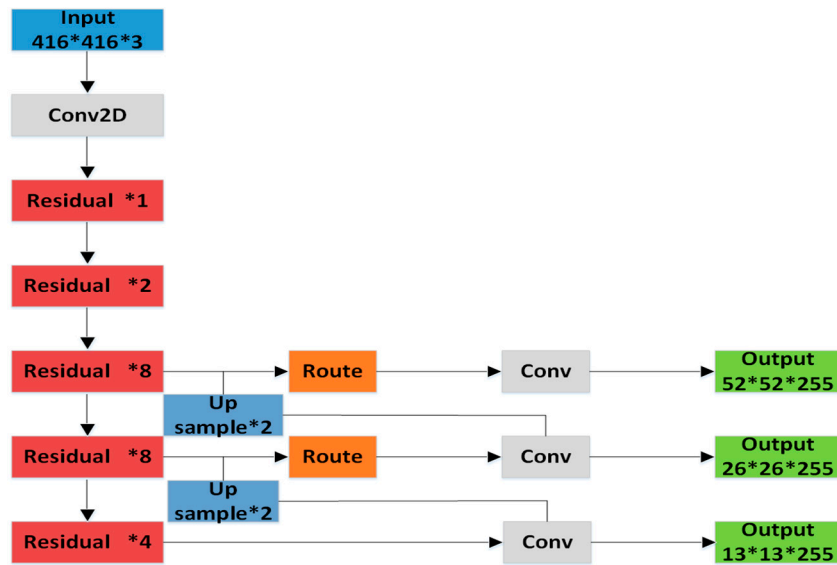 Input
416*416*3
Conv2D
Residual *1
Residual *2
Residual *8
Route
Conv
Output
52*52*255
Up
sample*2
Residual *8
Route
Conv
Output
26*26*255
Up
sample*2
Residual *4
Conv
Output
13*13*255